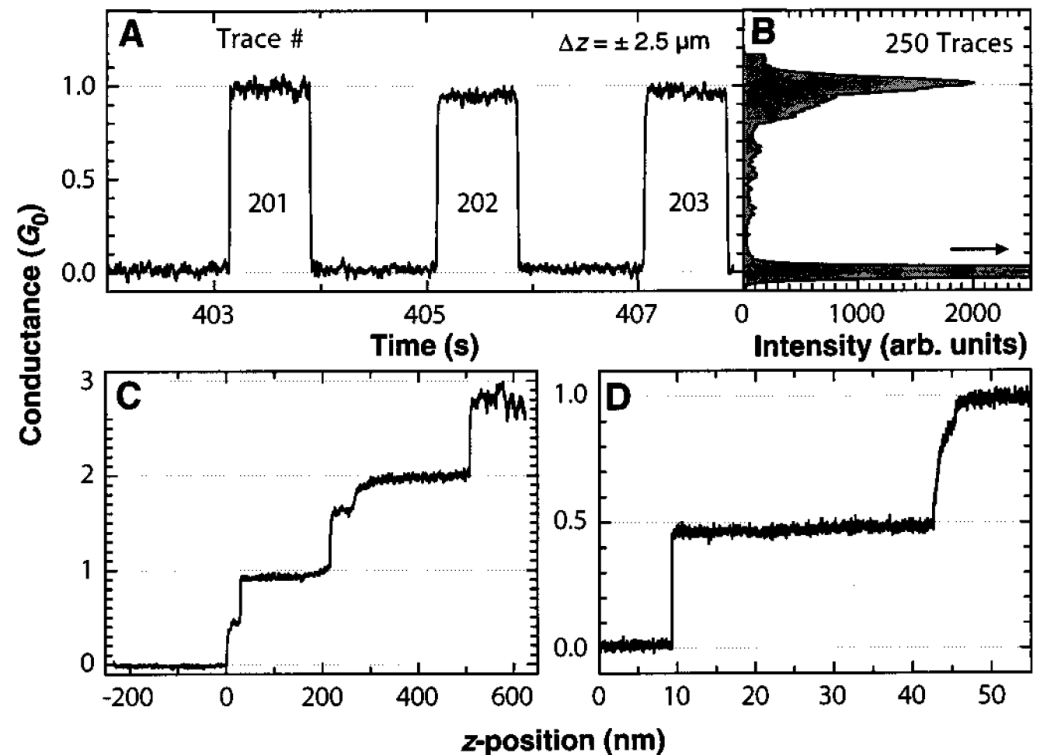 A Trace # Δz = ± 2.5 µm
B 250 Traces
1.0
0.5
0.0
201 202 203
403 405 407
0 1000 2000
Time (s)
Intensity (arb. units)
Conductance (G0)
C
3
2
1
0
-200 0 200 400 600
D
1.0
0.5
0.0
0 10 20 30 40 50
z-position (nm)